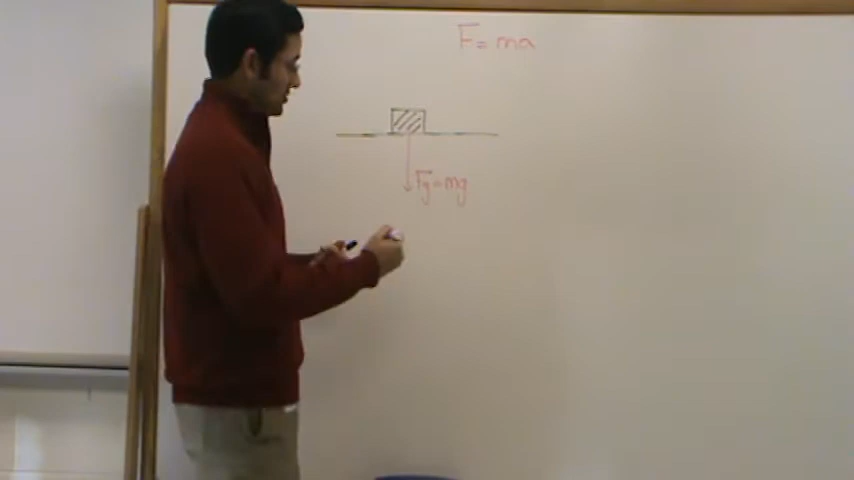 F = ma
Fg = mg